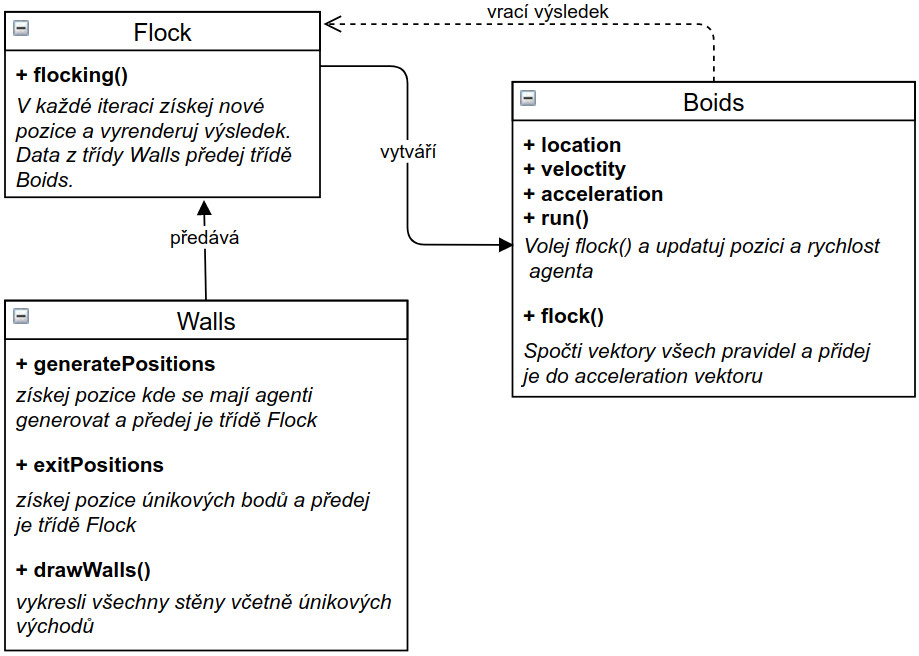 vrací výsledek
Flock
+ flocking()
V každé iteraci získej nové
pozice a vyrenderuj výsledek.
Data z třídy Walls předej třídě
Boids.
vytváří
Boids
+ location
+ veloctity
+ acceleration
+ run()
Volej flock() a updatuj pozici a rychlost
agenta
+ flock()
Spočti vektory všech pravidel a přidej
je do acceleration vektoru
předává
Walls
+ generatePositions
získej pozice kde se mají agenti
generovat a předej je třídě Flock
+ exitPositions
získej pozice únikových bodů a předej
je třídě Flock
+ drawWalls()
vykresli všechny stěny včetně únikových
východů